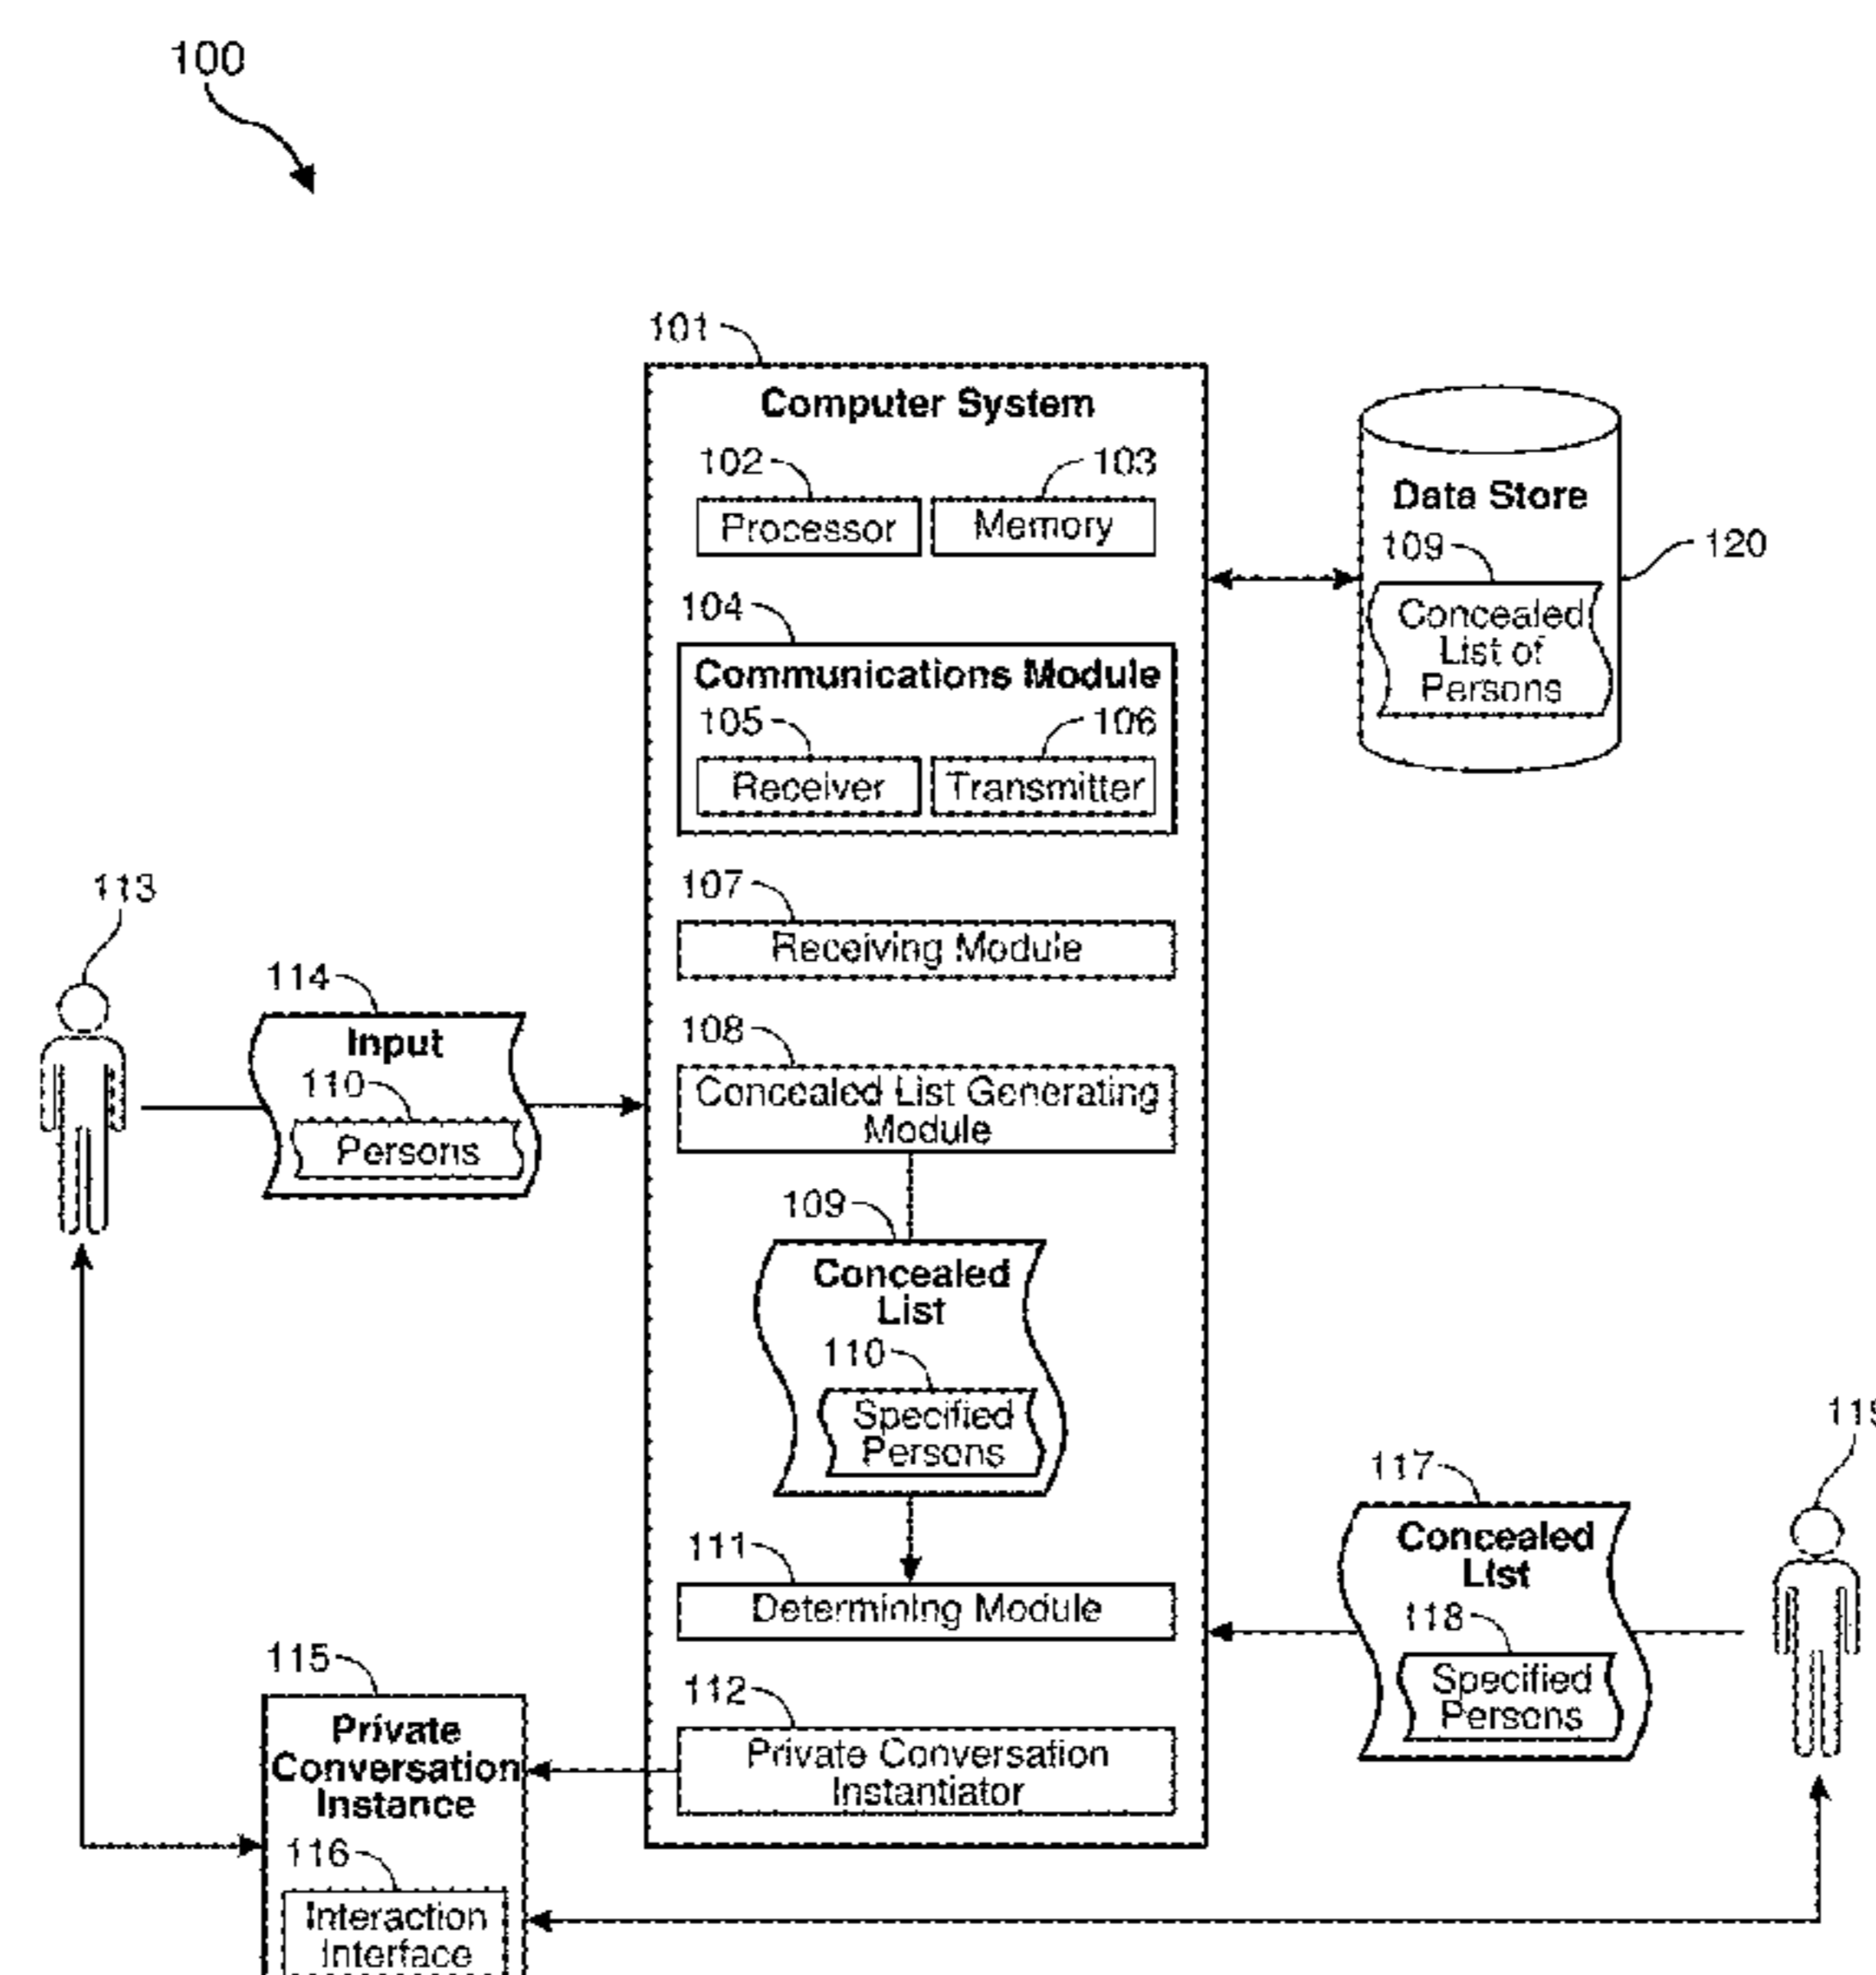 100
101
Computer System
102
103
Processor
Memory
Data Store
109
120
Concealed
List of
Persons
104
Communications Module
105
106
Receiver
Transmitter
107
Receiving Module
113
114
Input
110
Persons
108
Concealed List Generating
Module
109
Concealed
List
110
Specified
Persons
111
Determining Module
117
Concealed
List
118
Specified
Persons
112
Private Conversation
Instantiator
115
Private
Conversation
Instance
116
Interaction
Interface